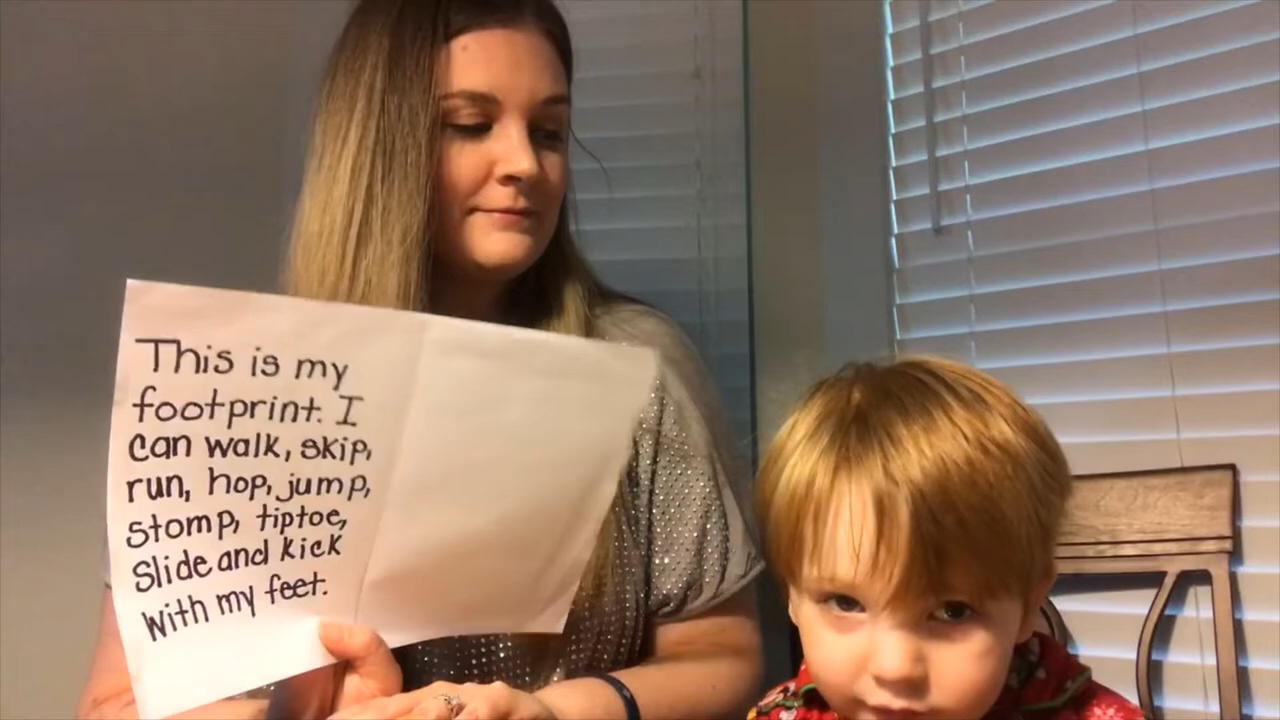 This is my
footprint. I
can walk, skip,
run, hop, jump,
stomp, tiptoe,
Slide and kick
With my feet.